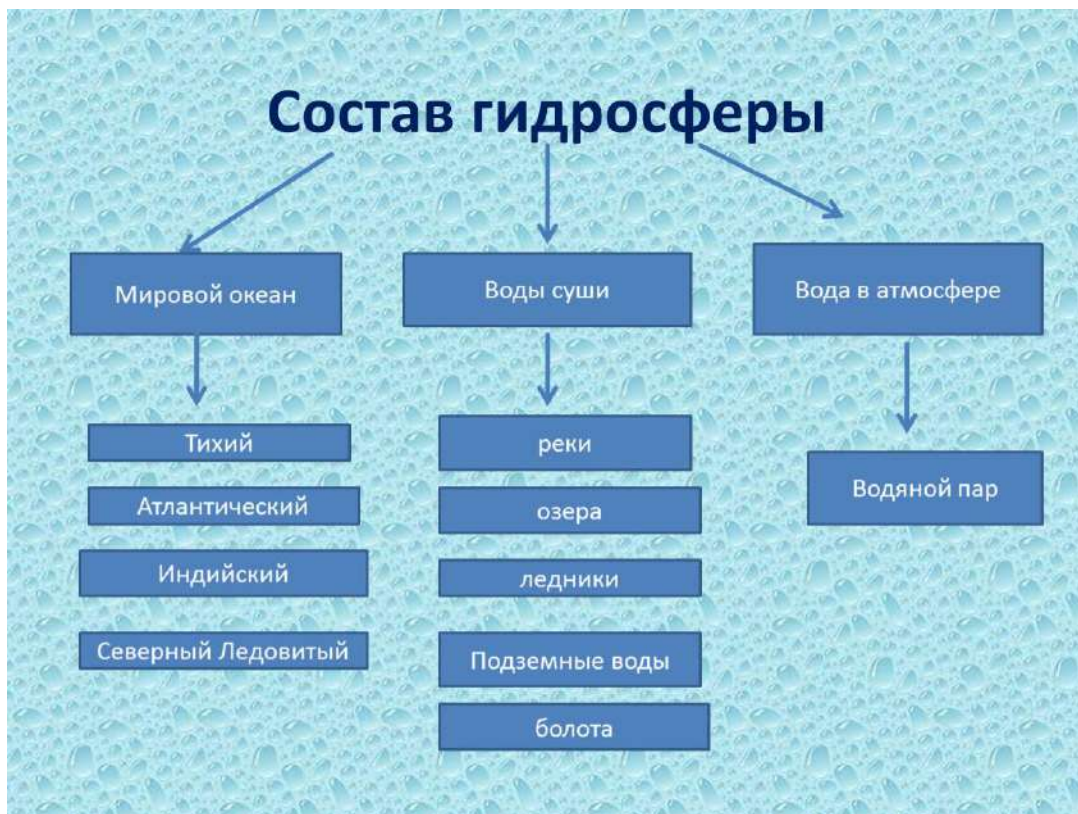 Состав гидросферы
Мировой океан
Воды суши
Вода в атмосфере
Тихий
Атлантический
Индийский
Северный Ледовитый
реки
озера
ледники
Подземные воды
болота
Водяной пар